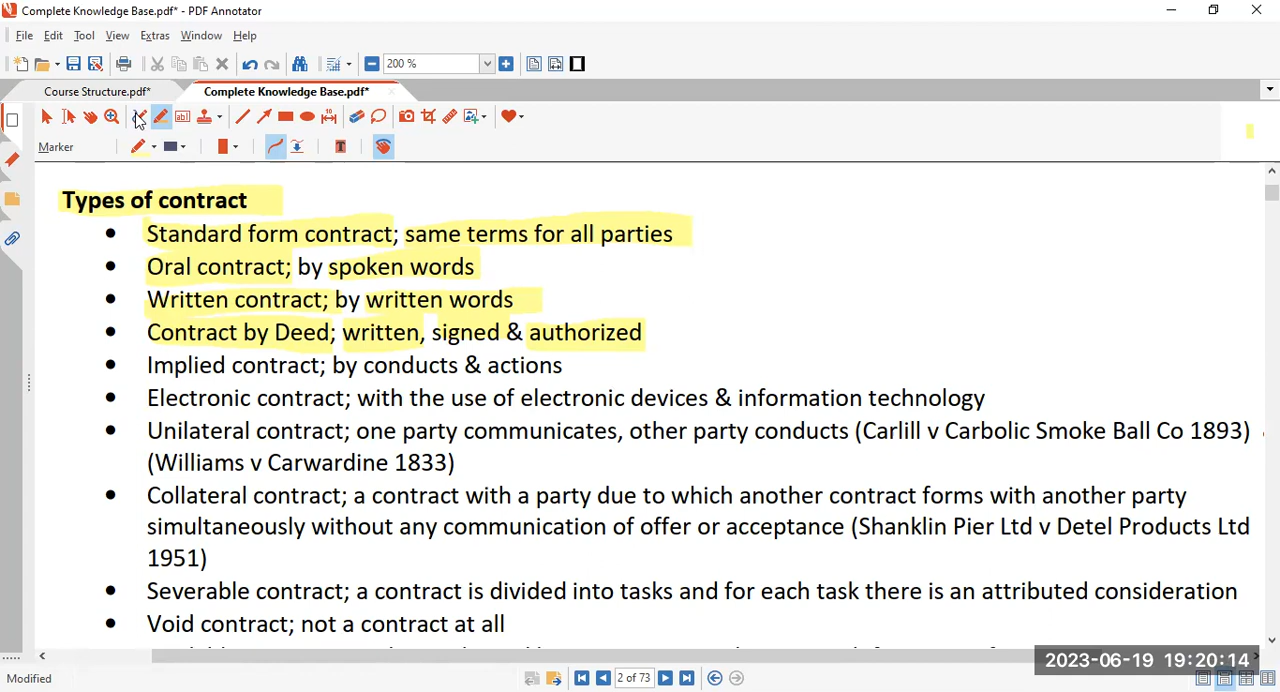 Complete Knowledge Base.pdf* - PDF Annotator
File Edit Tool View Extras Window Help
200 %
Course Structure.pdf* Complete Knowledge Base.pdf*
Marker
Types of contract
• Standard form contract; same terms for all parties
• Oral contract; by spoken words
• Written contract; by written words
• Contract by Deed; written, signed & authorized
• Implied contract; by conducts & actions
• Electronic contract; with the use of electronic devices & information technology
• Unilateral contract; one party communicates, other party conducts (Carlill v Carbolic Smoke Ball Co 1893)
(Williams v Carwardine 1833)
• Collateral contract; a contract with a party due to which another contract forms with another party
simultaneously without any communication of offer or acceptance (Shanklin Pier Ltd v Detel Products Ltd
1951)
• Severable contract; a contract is divided into tasks and for each task there is an attributed consideration
• Void contract; not a contract at all
2023-06-19 19:20:14
Modified 2 of 73